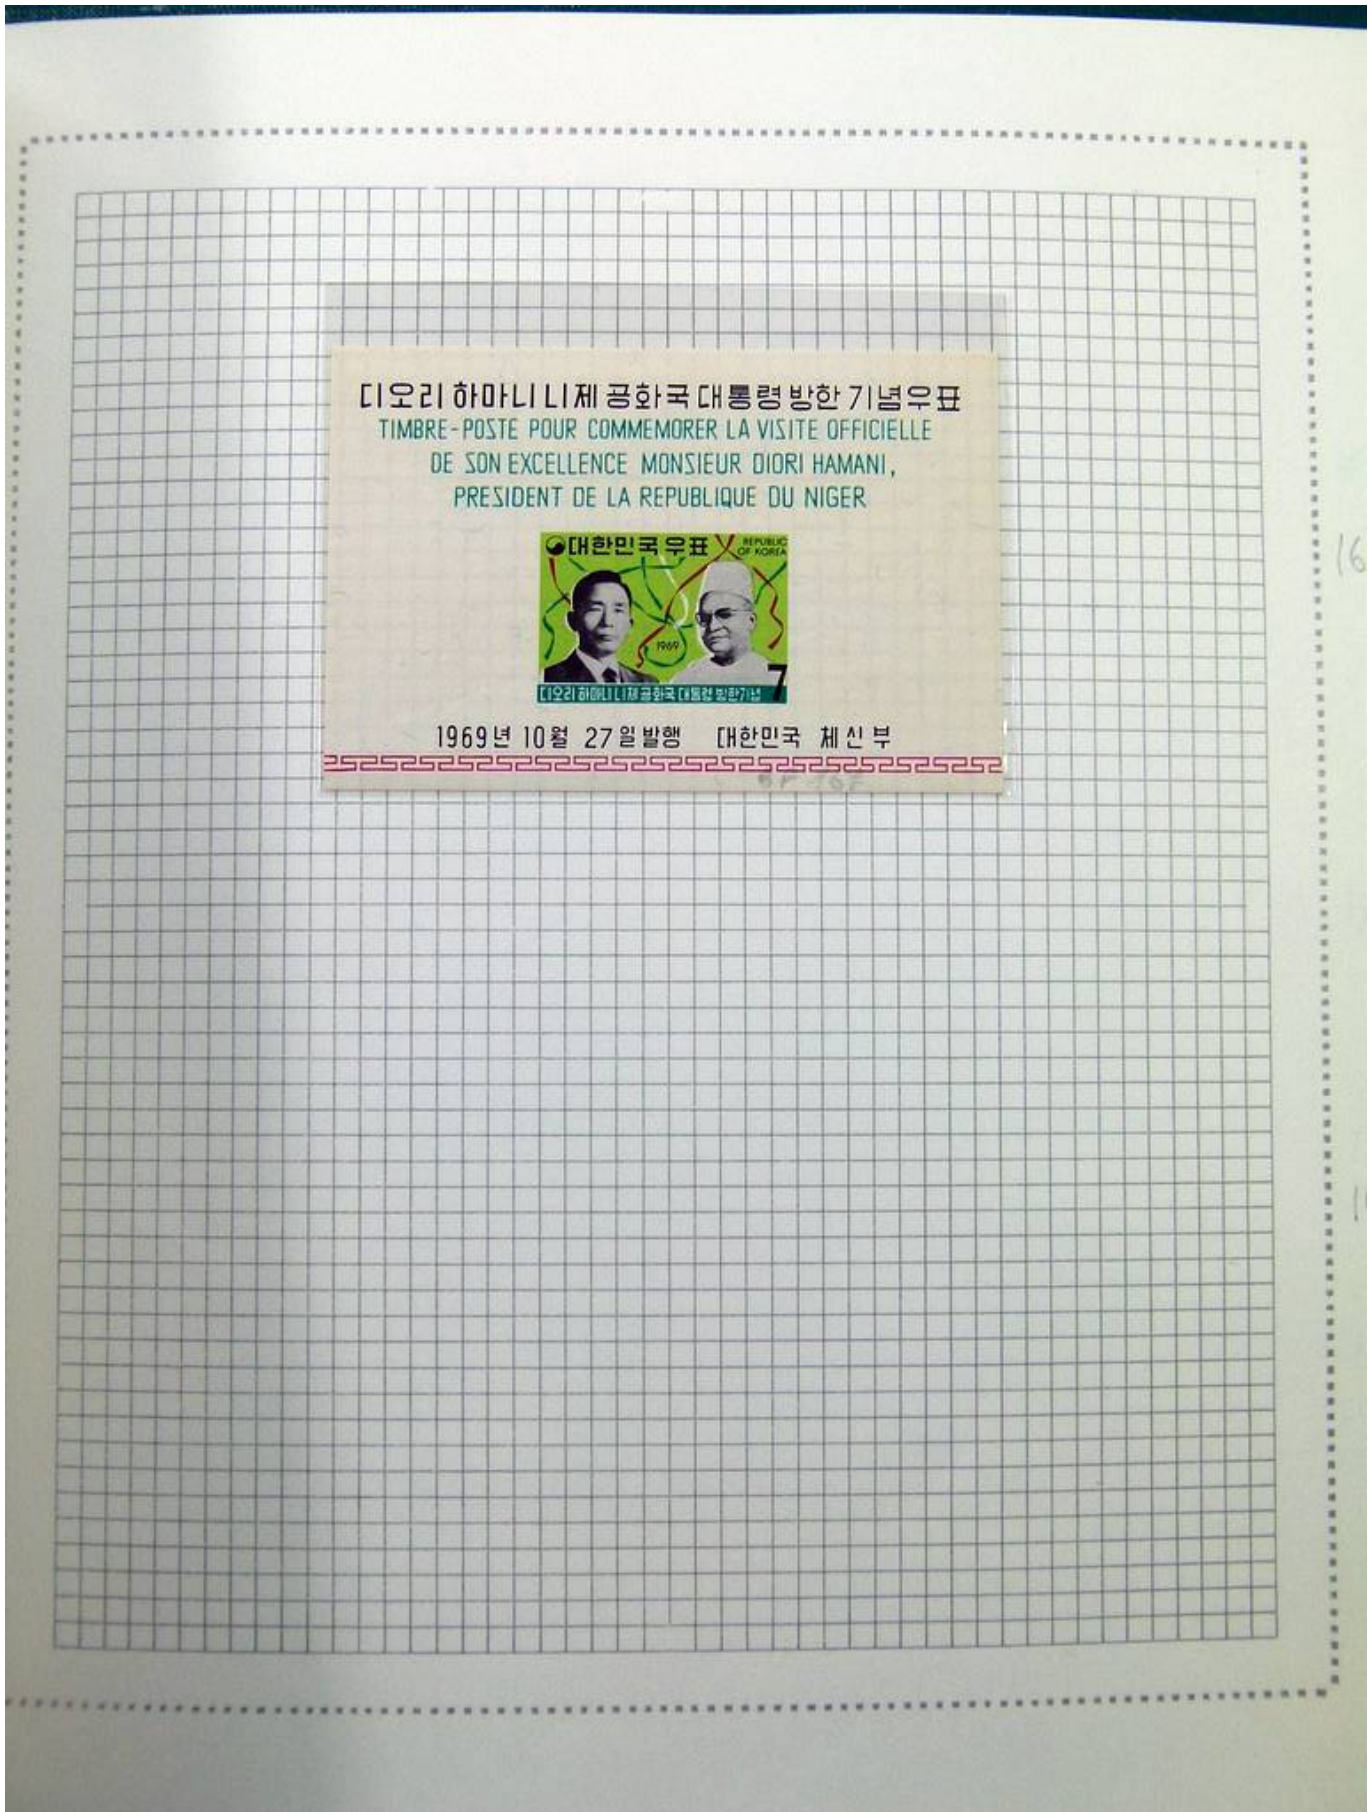 디오리 하마니 니제 공화국 대통령 방한 기념우표
TIMBRE-POSTE POUR COMMEMORER LA VISITE OFFICIELLE
DE SON EXCELLENCE MONSIEUR DIORI HAMANI,
PRESIDENT DE LA REPUBLIQUE DU NIGER
대한민국우표
REPUBLIC
OF KOREA
1969
7
디오리 하마니 니제 공화국 대통령 방한기념
1969년 10월 27일발행 대한민국 체신부
16